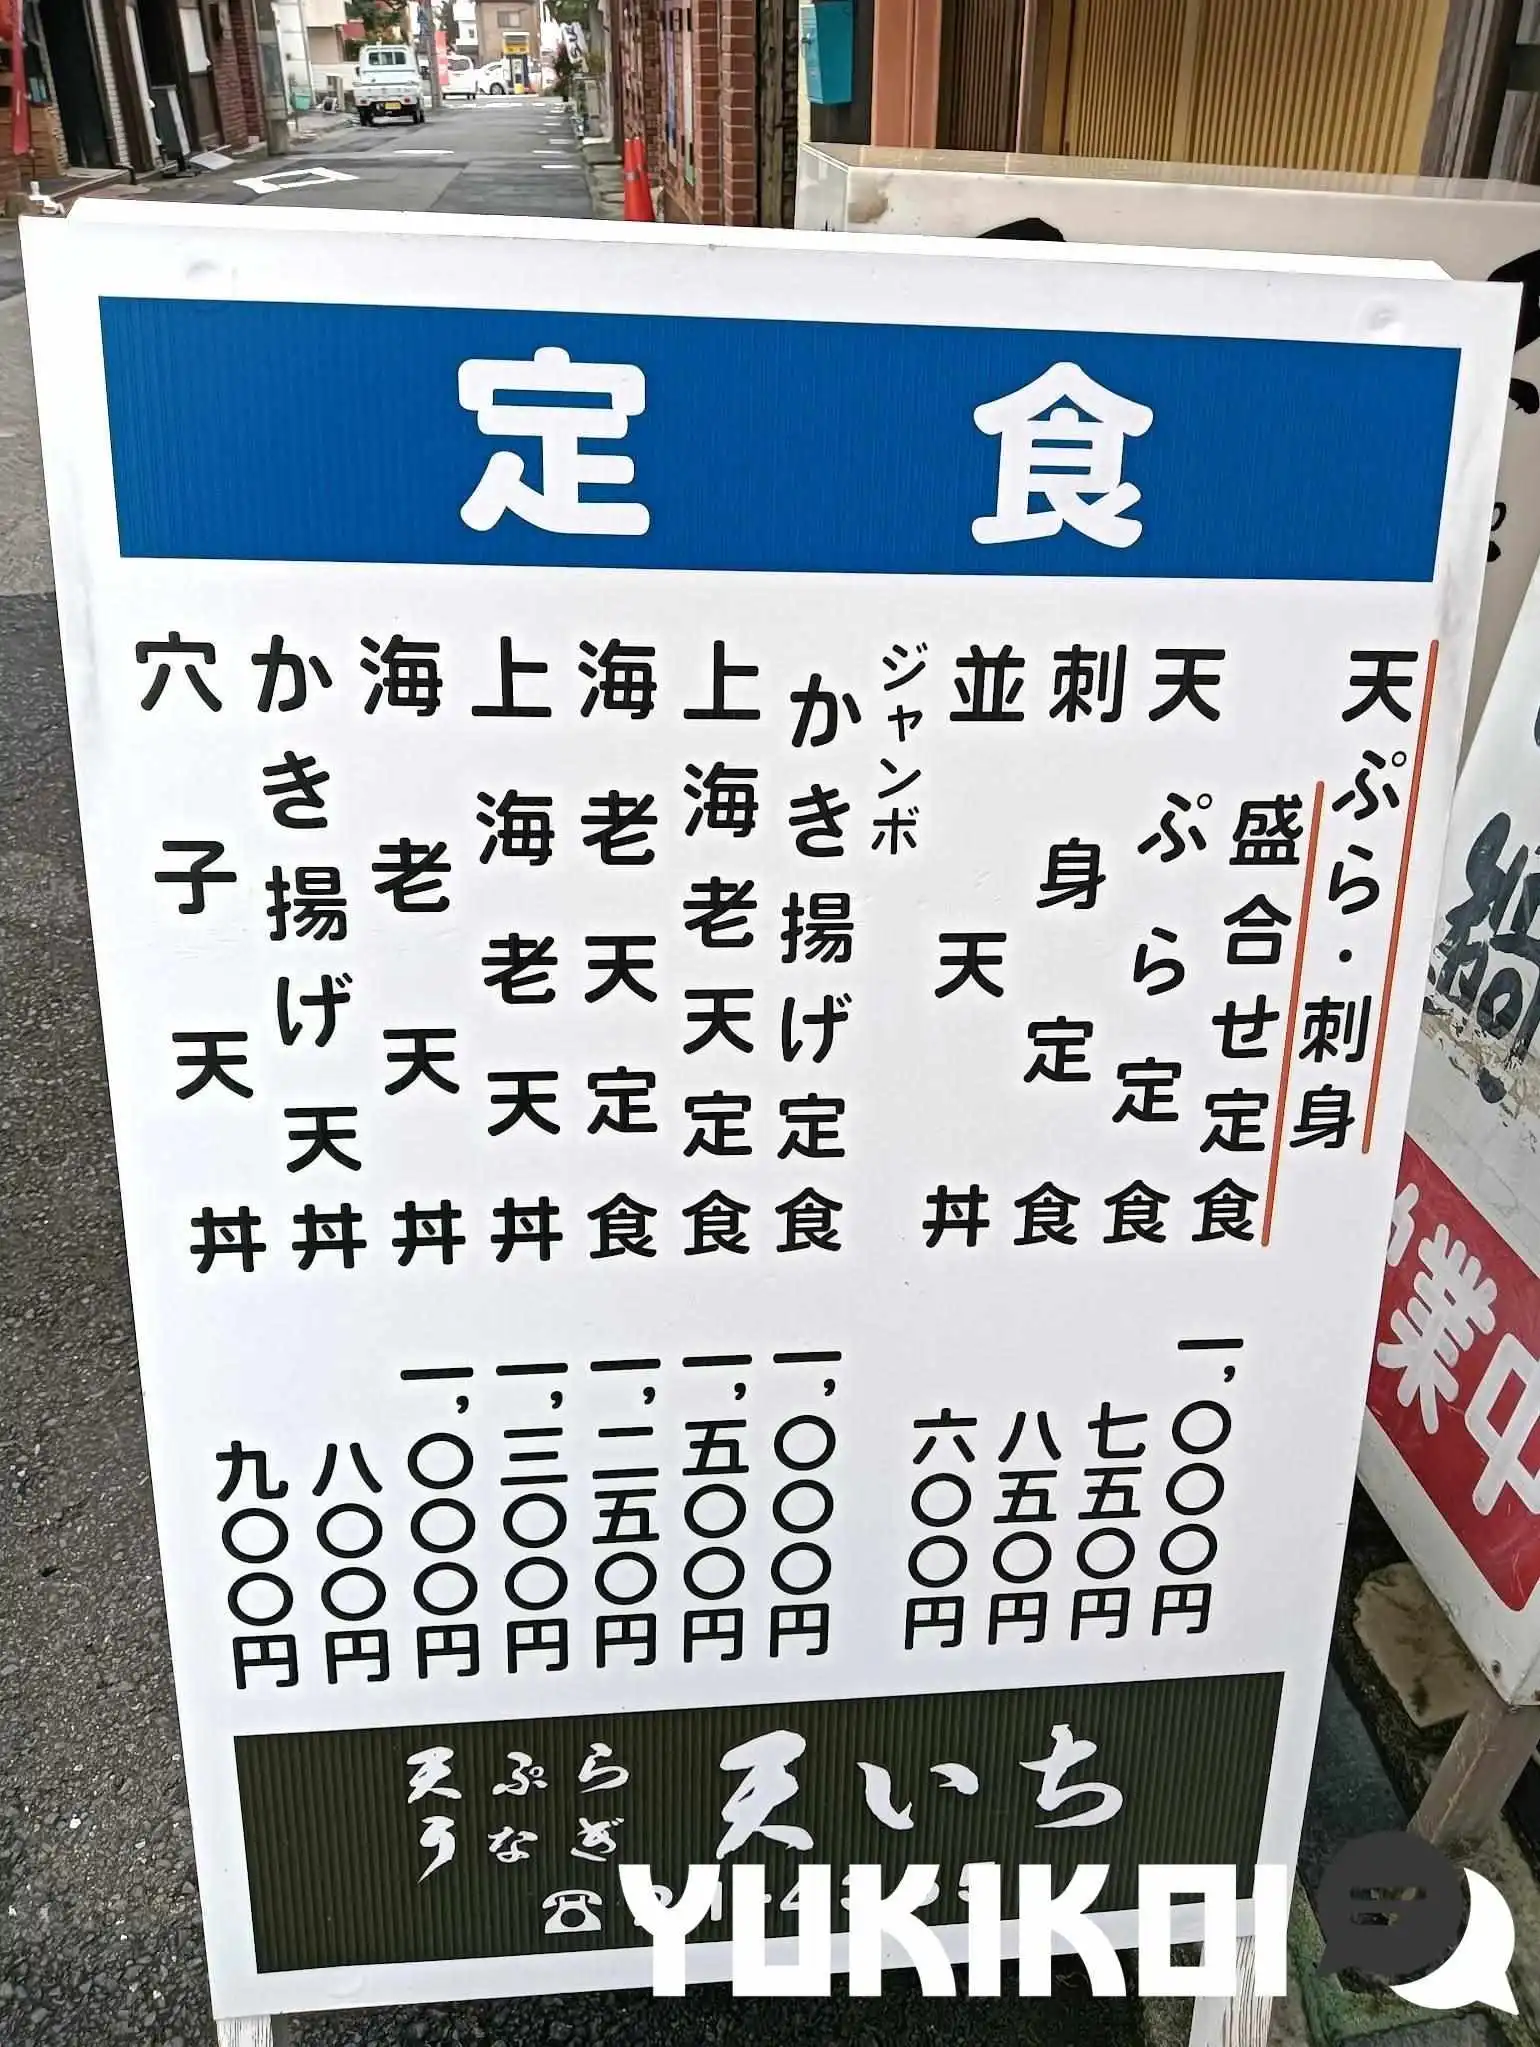 定食
天ぷら・刺身
盛合せ定食 一,〇〇〇円
天ぷら定食 七五〇円
刺身定食 八五〇円
並天丼 六〇〇円
ジャンボ
かき揚げ定食 一,〇〇〇円
上海老天定食 一,五〇〇円
海老天定食 一,二五〇円
上海老天丼 一,三〇〇円
海老天丼 一,〇〇〇円
かき揚げ天丼 八〇〇円
穴子天丼 九〇〇円
天ぷら
うなぎ
天いち
業中
YUKIKOI